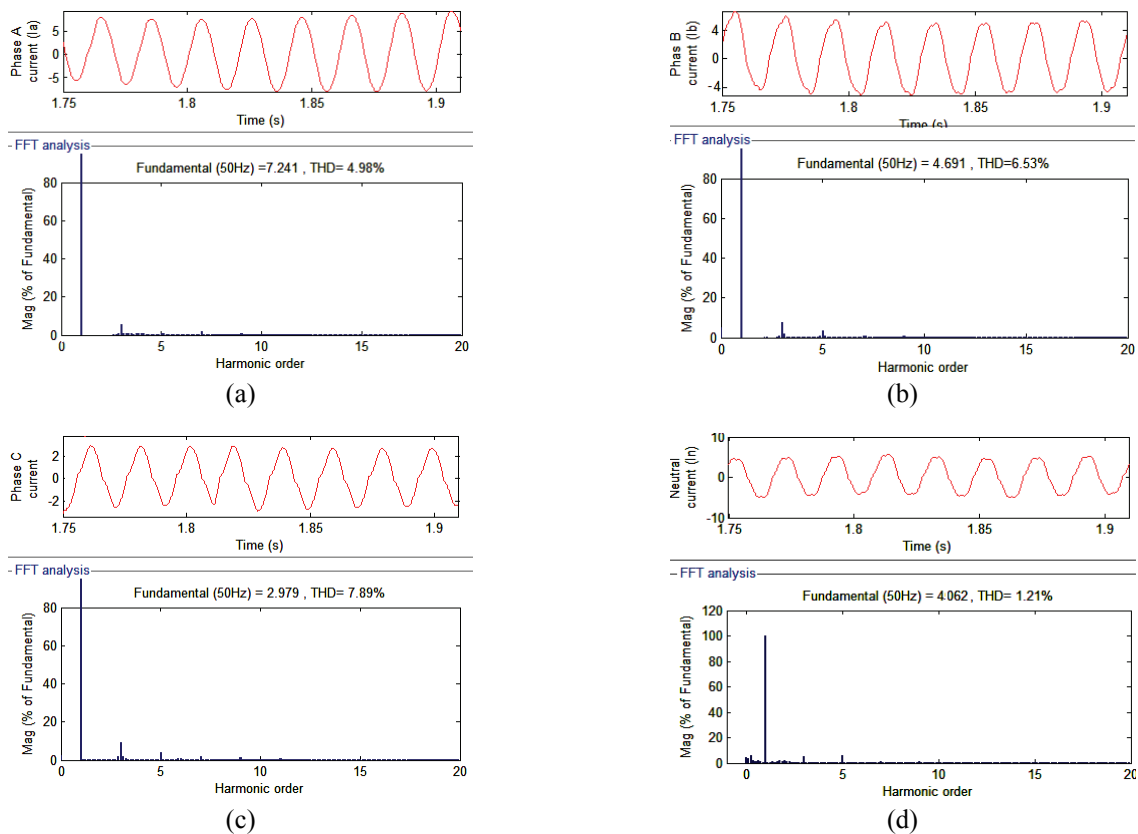 Phase A
current (Ia)
5
0
-5
1.75
1.8
1.85
1.9
Time (s)
FFT analysis
Fundamental (50Hz) =7.241 , THD= 4.98%
Mag (% of Fundamental)
80
60
40
20
0
0
5
10
15
20
Harmonic order
(a)
Phas B
current (Ib)
4
0
-4
1.75
1.8
1.85
1.9
Time (s)
FFT analysis
Fundamental (50Hz) = 4.691 , THD=6.53%
Mag (% of Fundamental)
80
60
40
20
0
0
5
10
15
20
Harmonic order
(b)
Phase C
current
2
0
-2
1.75
1.8
1.85
1.9
Time (s)
FFT analysis
Fundamental (50Hz) = 2.979 , THD= 7.89%
Mag (% of Fundamental)
80
60
40
20
0
0
5
10
15
20
Harmonic order
(c)
Neutral
current (In)
10
0
-10
1.75
1.8
1.85
1.9
Time (s)
FFT analysis
Fundamental (50Hz) = 4.062 , THD= 1.21%
Mag (% of Fundamental)
120
100
80
60
40
20
0
0
5
10
15
20
Harmonic order
(d)